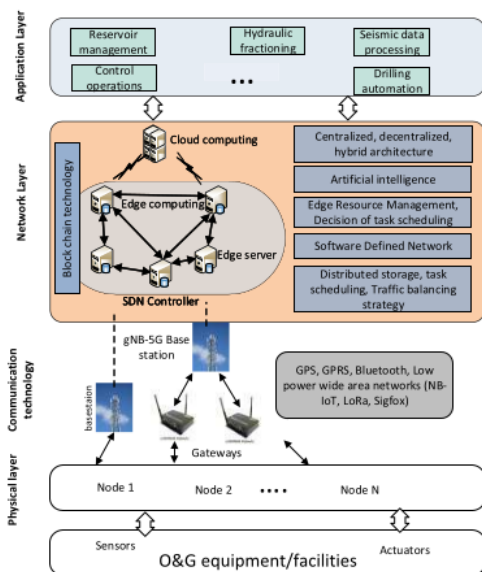 Application Layer
Reservoir
management
Hydraulic
fractioning
Seismic data
processing
Control
operations
...
Drilling
automation
Network Layer
Block chain technology
Cloud computing
Edge computing
Edge server
SDN Controller
Centralized, decentralized,
hybrid architecture
Artificial intelligence
Edge Resource Management,
Decision of task scheduling
Software Defined Network
Distributed storage, task
scheduling, Traffic balancing
strategy
Communication
technology
gNB-5G Base
station
basestaion
Gateways
GPS, GPRS, Bluetooth, Low
power wide area networks (NB-
IoT, LoRa, Sigfox)
Physical layer
Node 1
Node 2
....
Node N
Sensors
Actuators
O&G equipment/facilities